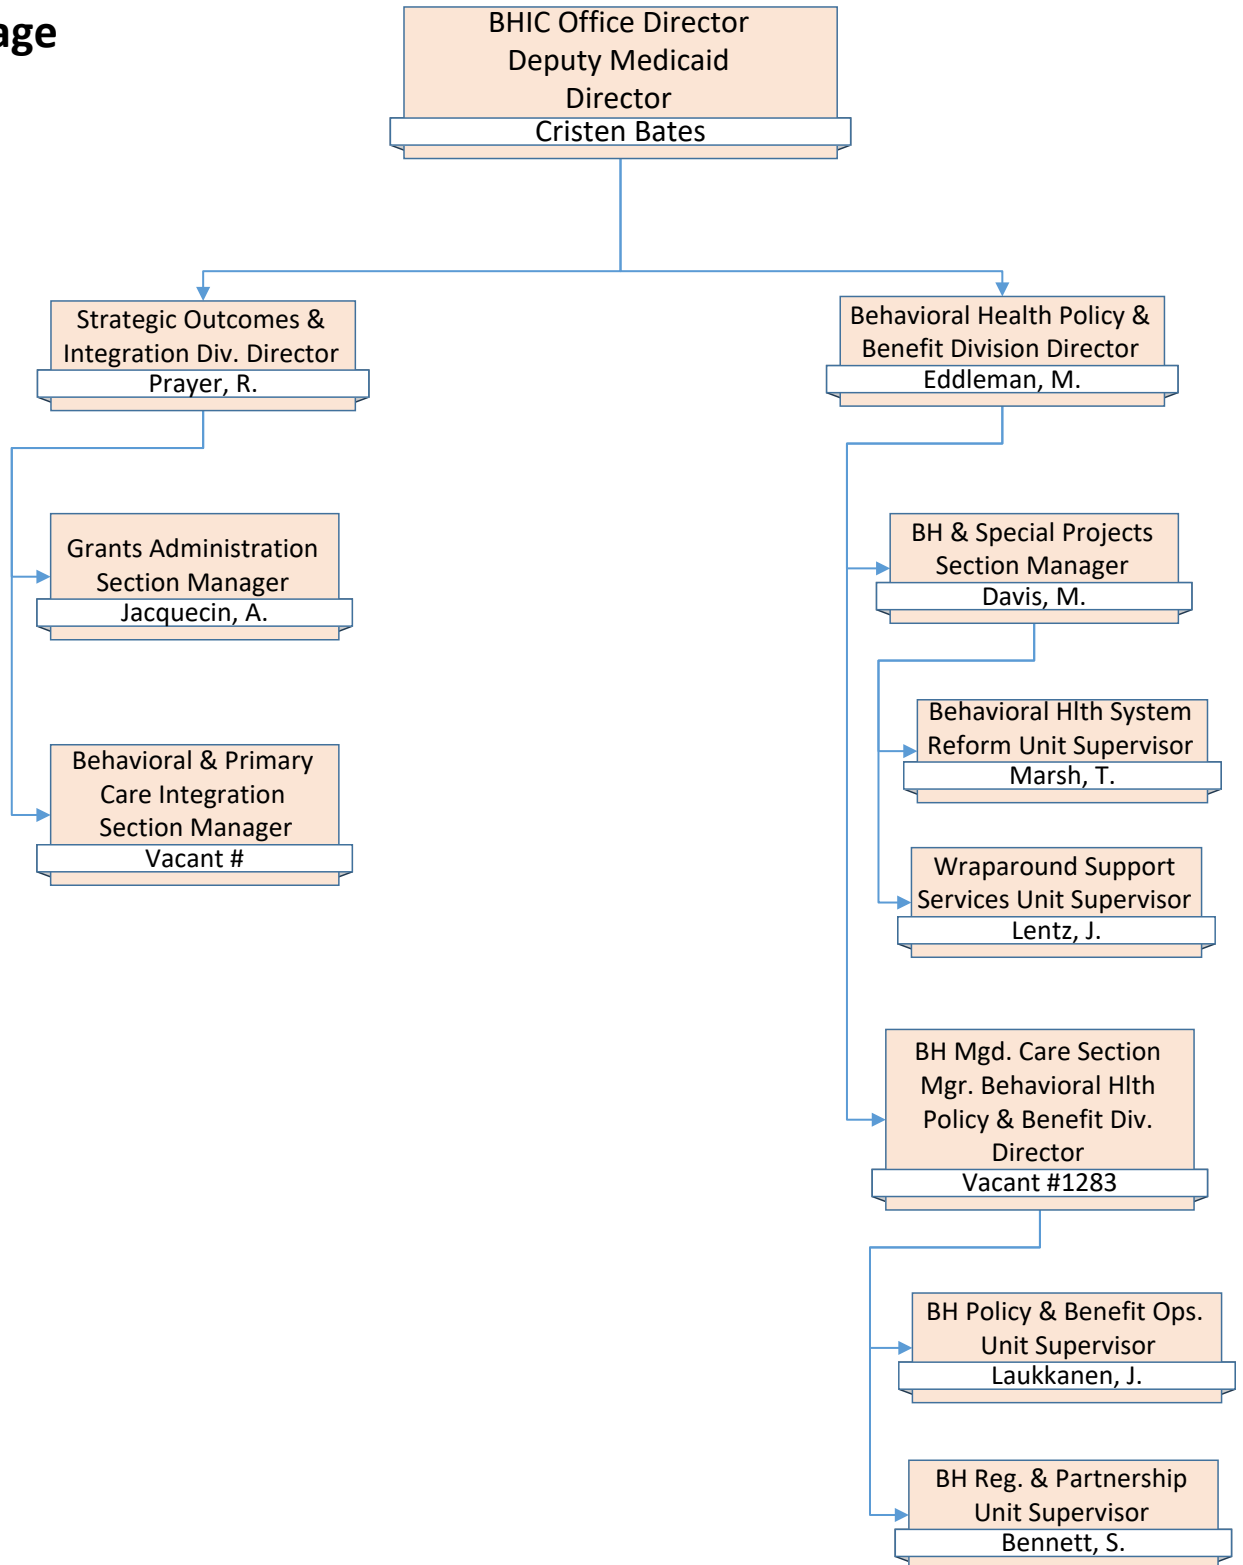 BHIC Office Director
Deputy Medicaid
Director
Cristen Bates
Strategic Outcomes &
Integration Div. Director
Prayer, R.
Grants Administration
Section Manager
Jacquecin, A.
Behavioral & Primary
Care Integration
Section Manager
Vacant #
Behavioral Health Policy &
Benefit Division Director
Eddleman, M.
BH & Special Projects
Section Manager
Davis, M.
Behavioral Hlth System
Reform Unit Supervisor
Marsh, T.
Wraparound Support
Services Unit Supervisor
Lentz, J.
BH Mgd. Care Section
Mgr. Behavioral Hlth
Policy & Benefit Div.
Director
Vacant #1283
BH Policy & Benefit Ops.
Unit Supervisor
Laukkanen, J.
BH Reg. & Partnership
Unit Supervisor
Bennett, S.